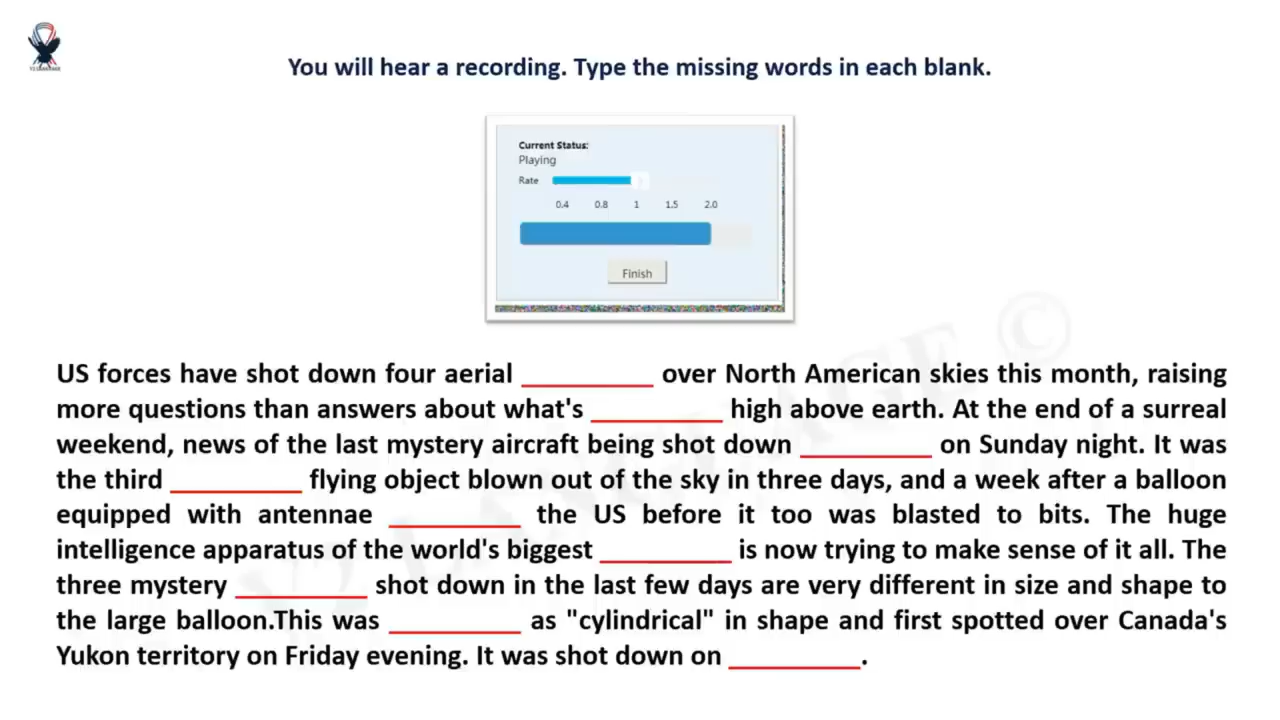 V2 LANGUAGE
You will hear a recording. Type the missing words in each blank.
Current Status:
Playing
Rate
0.4 0.8 1 1.5 2.0
Finish
US forces have shot down four aerial __________ over North American skies this month, raising
more questions than answers about what's __________ high above earth. At the end of a surreal
weekend, news of the last mystery aircraft being shot down __________ on Sunday night. It was
the third __________ flying object blown out of the sky in three days, and a week after a balloon
equipped with antennae __________ the US before it too was blasted to bits. The huge
intelligence apparatus of the world's biggest __________ is now trying to make sense of it all. The
three mystery __________ shot down in the last few days are very different in size and shape to
the large balloon.This was __________ as "cylindrical" in shape and first spotted over Canada's
Yukon territory on Friday evening. It was shot down on __________.
V2 LANGUAGE ©